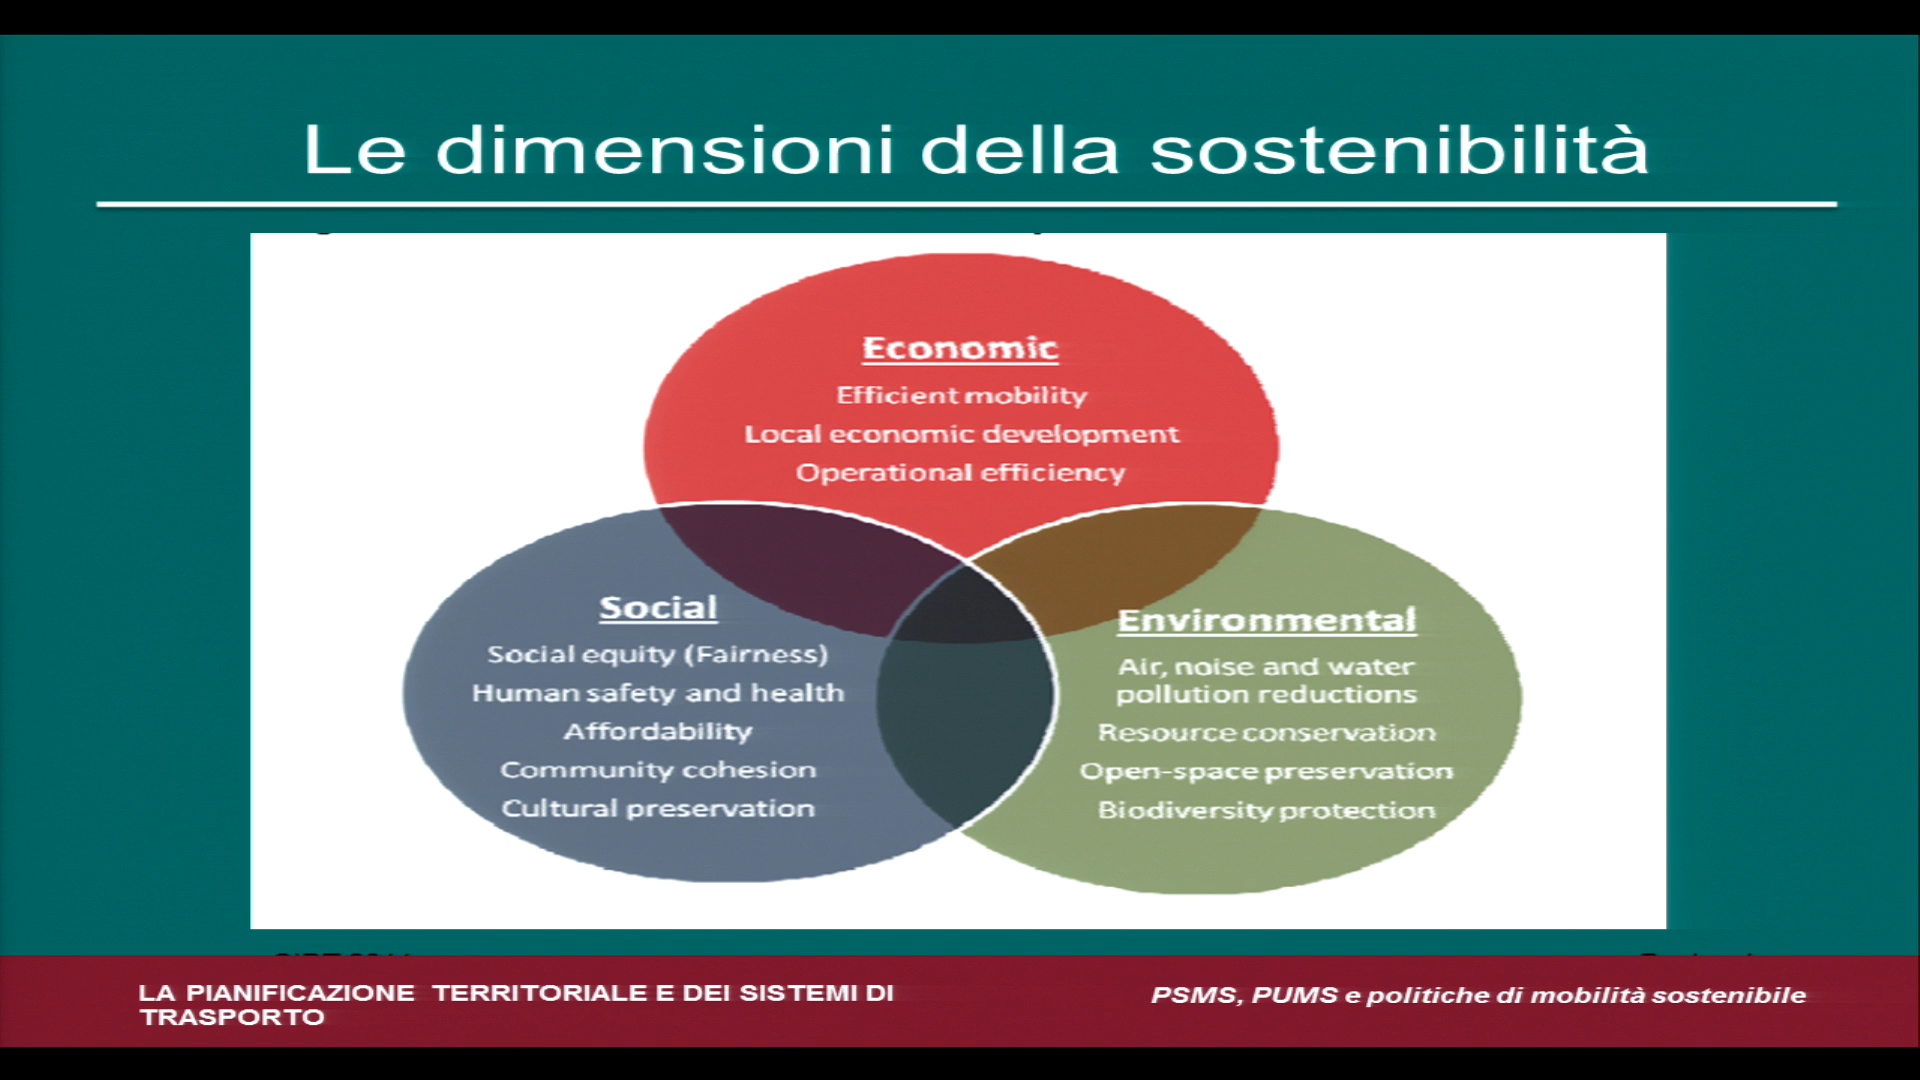 Le dimensioni della sostenibilità
Economic
Efficient mobility
Local economic development
Operational efficiency
Social
Social equity (Fairness)
Human safety and health
Affordability
Community cohesion
Cultural preservation
Environmental
Air, noise and water
pollution reductions
Resource conservation
Open-space preservation
Biodiversity protection
LA PIANIFICAZIONE TERRITORIALE E DEI SISTEMI DI
TRASPORTO
PSMS, PUMS e politiche di mobilità sostenibile